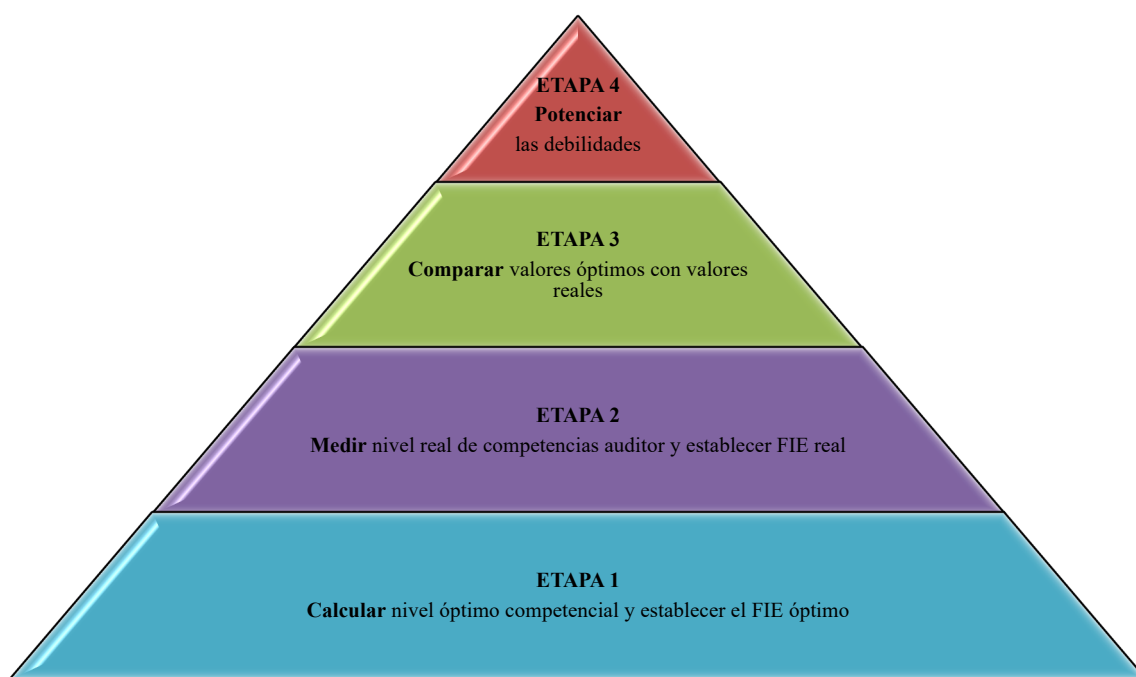 ETAPA 4
Potenciar
las debilidades
ETAPA 3
Comparar valores óptimos con valores
reales
ETAPA 2
Medir nivel real de competencias auditor y establecer FIE real
ETAPA 1
Calcular nivel óptimo competencial y establecer el FIE óptimo